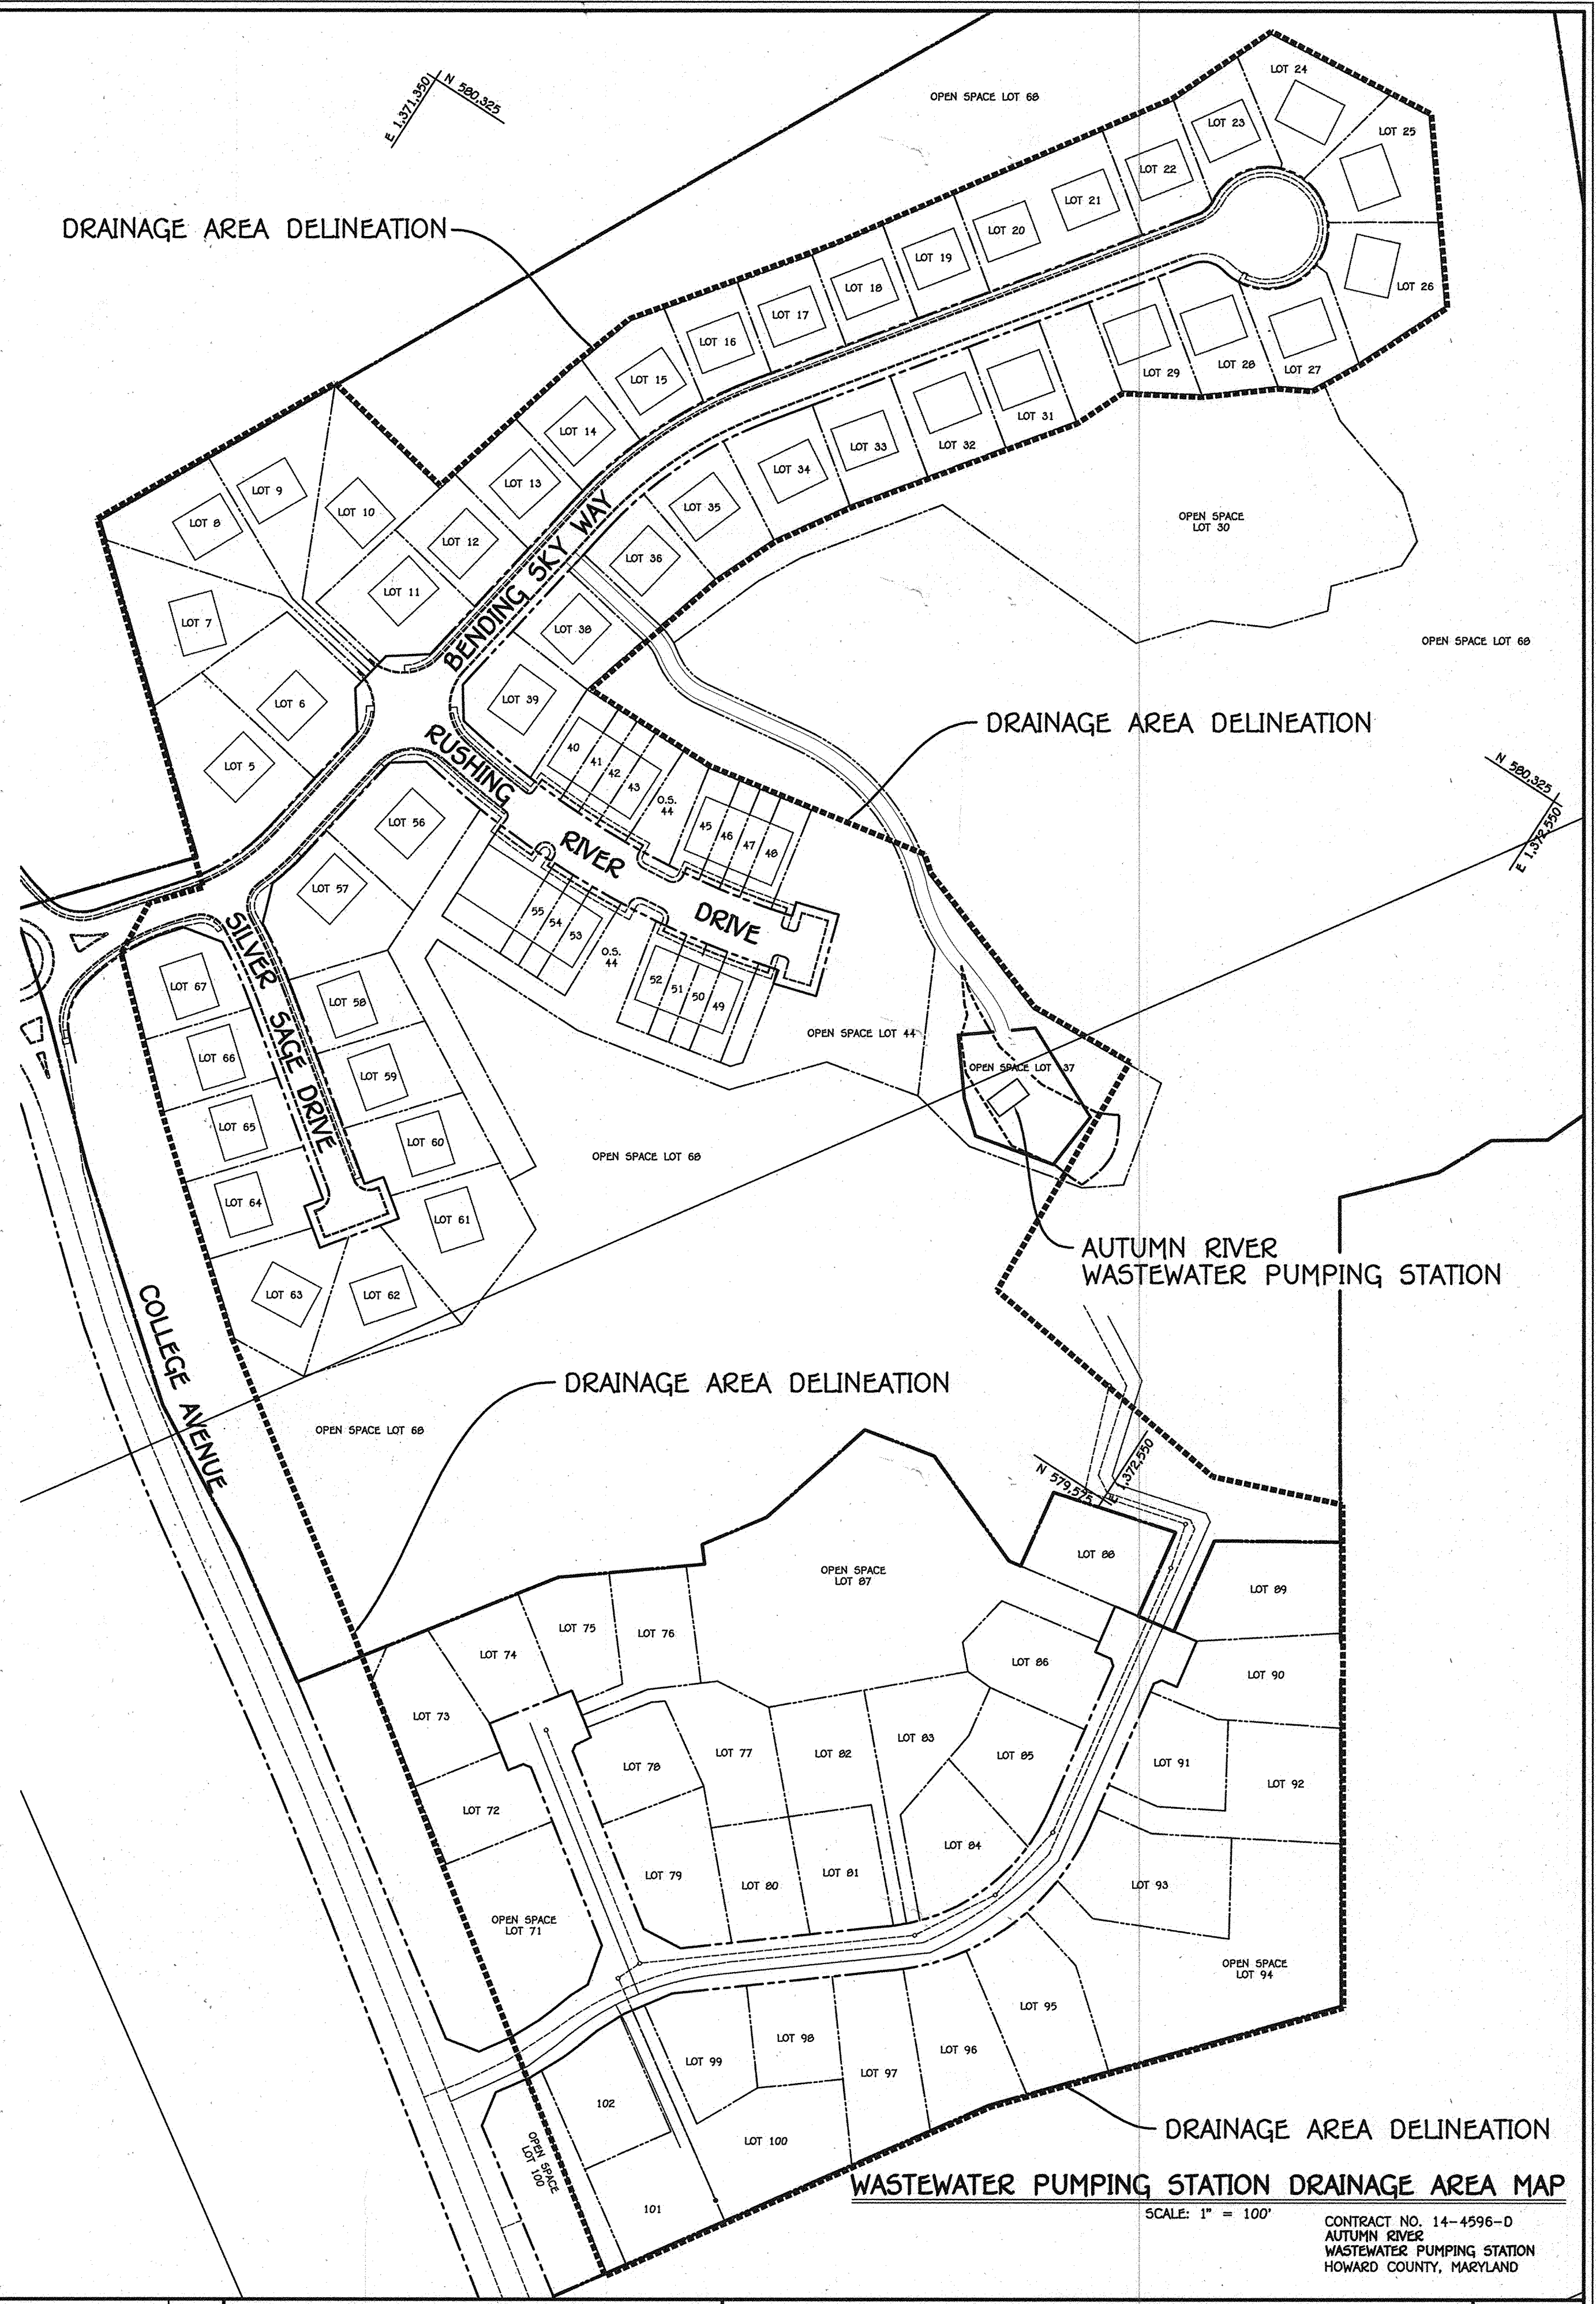 E 1,371,350
N 580,325
OPEN SPACE LOT 68
DRAINAGE AREA DELINEATION
LOT 24
LOT 25
LOT 23
LOT 22
LOT 21
LOT 20
LOT 19
LOT 18
LOT 17
LOT 16
LOT 15
LOT 14
LOT 13
LOT 26
LOT 27
LOT 28
LOT 29
LOT 31
LOT 32
LOT 33
LOT 34
LOT 35
LOT 36
OPEN SPACE
LOT 30
OPEN SPACE LOT 68
BENDING SKY WAY
LOT 12
LOT 11
LOT 10
LOT 9
LOT 8
LOT 7
LOT 6
LOT 5
LOT 38
LOT 39
DRAINAGE AREA DELINEATION
N 580,325
E 1,372,550
RUSHING
RIVER
DRIVE
40
41
42
43
O.S.
44
45
46
47
48
LOT 56
LOT 57
55
54
53
O.S.
44
52
51
50
49
OPEN SPACE LOT 44
OPEN SPACE LOT 37
SILVER SAGE DRIVE
LOT 67
LOT 66
LOT 65
LOT 64
LOT 63
LOT 62
LOT 61
LOT 60
LOT 59
LOT 58
OPEN SPACE LOT 68
AUTUMN RIVER
WASTEWATER PUMPING STATION
COLLEGE AVENUE
DRAINAGE AREA DELINEATION
OPEN SPACE LOT 68
N 579,575
E 1,372,550
LOT 88
OPEN SPACE
LOT 87
LOT 89
LOT 90
LOT 86
LOT 76
LOT 75
LOT 74
LOT 73
LOT 72
LOT 78
LOT 77
LOT 82
LOT 83
LOT 85
LOT 91
LOT 92
LOT 84
LOT 79
LOT 80
LOT 81
LOT 93
OPEN SPACE
LOT 71
OPEN SPACE
LOT 94
LOT 95
LOT 96
LOT 97
LOT 98
LOT 99
102
LOT 100
OPEN SPACE
LOT 100
101
DRAINAGE AREA DELINEATION
WASTEWATER PUMPING STATION DRAINAGE AREA MAP
SCALE: 1" = 100'
CONTRACT NO. 14-4596-D
AUTUMN RIVER
WASTEWATER PUMPING STATION
HOWARD COUNTY, MARYLAND